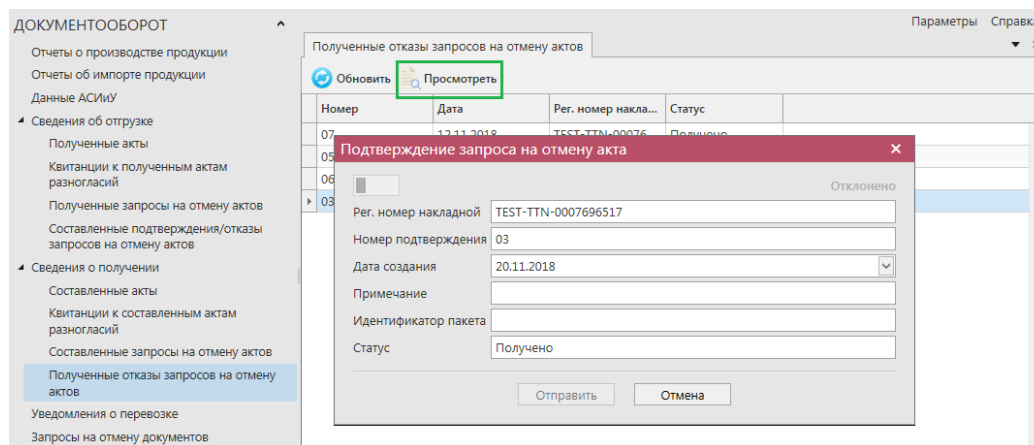 Параметры Справка
ДОКУМЕНТООБОРОТ
Отчеты о производстве продукции
Отчеты об импорте продукции
Данные АСИиУ
Сведения об отгрузке
Полученные акты
Квитанции к полученным актам
разногласий
Полученные запросы на отмену актов
Составленные подтверждения/отказы
запросов на отмену актов
Сведения о получении
Составленные акты
Квитанции к составленным актам
разногласий
Составленные запросы на отмену актов
Полученные отказы запросов на отмену
актов
Уведомления о перевозке
Запросы на отмену документов
Полученные отказы запросов на отмену актов
Обновить Просмотреть
Номер Дата Рег. номер накла... Статус
07 12.11.2018 TEST-TTN-00076... Получено
05
06
03
Подтверждение запроса на отмену акта
Отклонено
Рег. номер накладной TEST-TTN-0007696517
Номер подтверждения 03
Дата создания 20.11.2018
Примечание
Идентификатор пакета
Статус Получено
Отправить Отмена